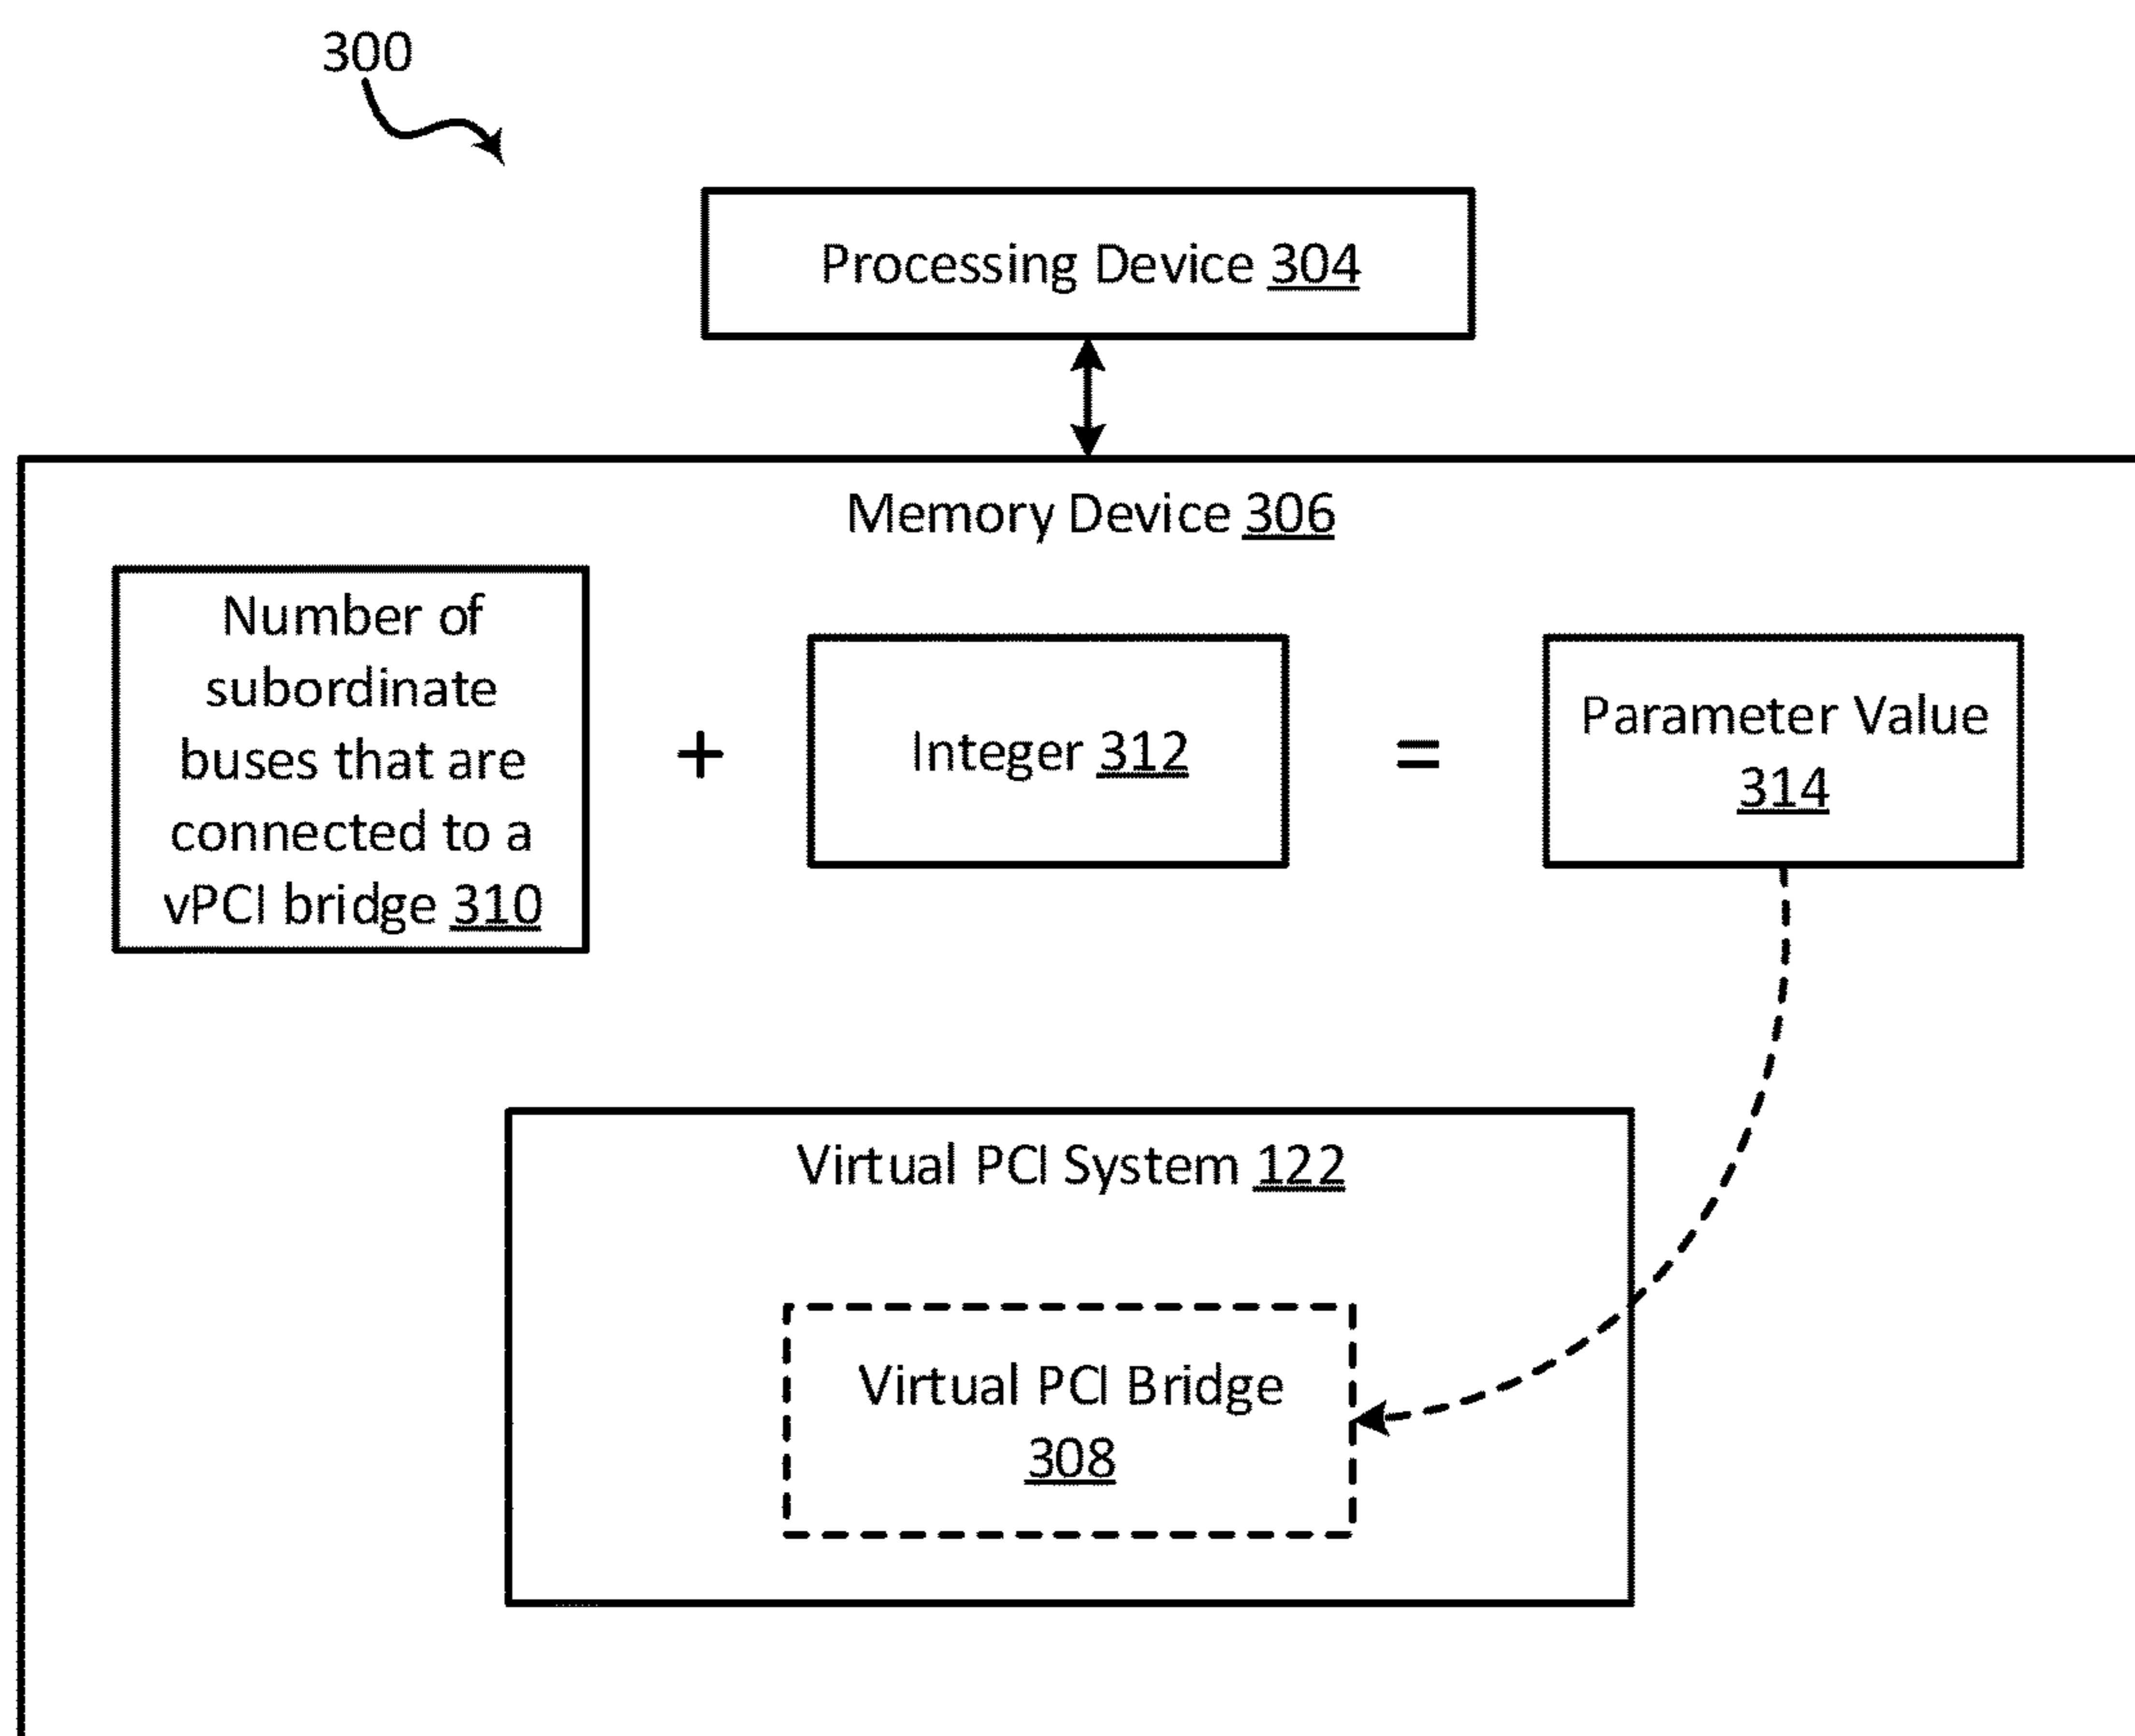 300
Processing Device 304
Memory Device 306
Number of
subordinate
buses that are
connected to a
vPCI bridge 310
+
Integer 312
=
Parameter Value
314
Virtual PCI System 122
Virtual PCI Bridge
308